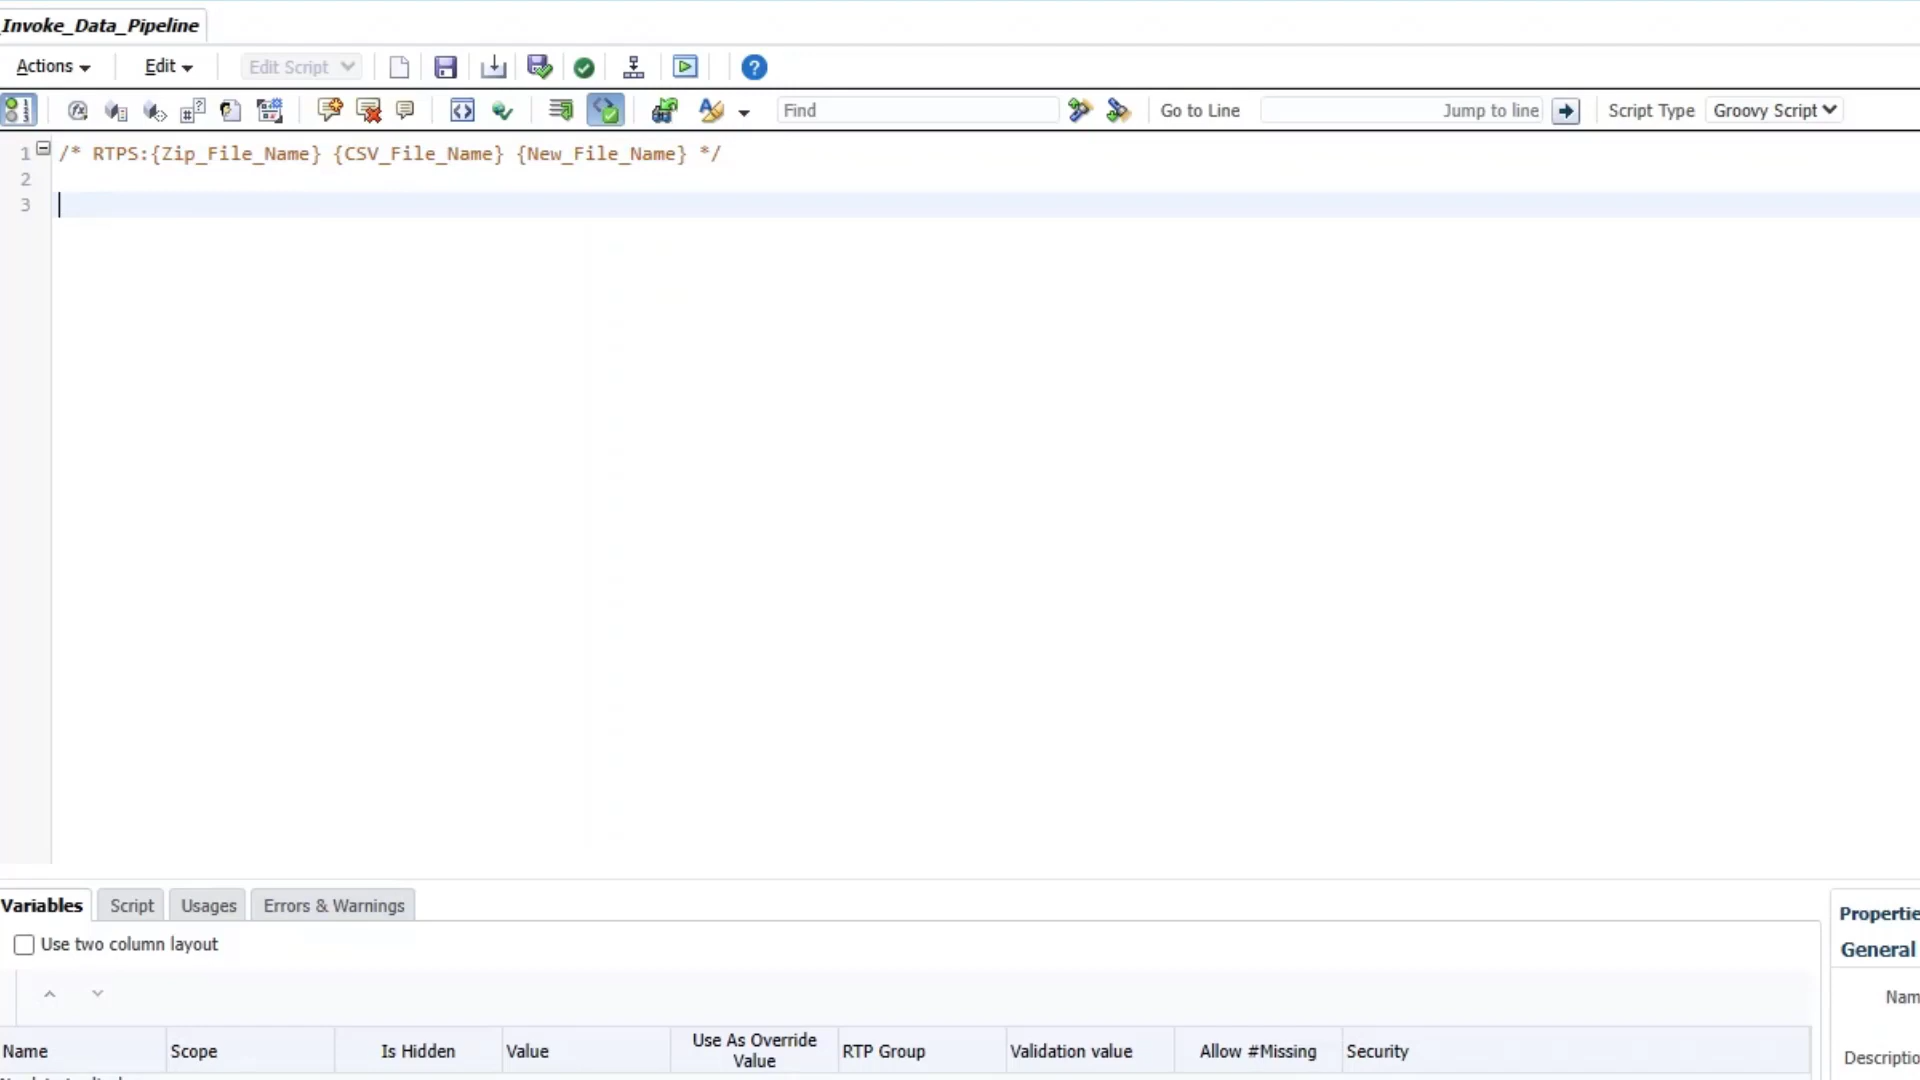 Invoke_Data_Pipeline
Actions Edit Edit Script ?
Find Go to Line Jump to line Script Type Groovy Script
1 /* RTPS:{Zip_File_Name} {CSV_File_Name} {New_File_Name} */
2
3
Variables Script Usages Errors & Warnings
Use two column layout
Propertie
General
Nam
Descriptio
Name Scope Is Hidden Value Use As Override Value RTP Group Validation value Allow #Missing Security